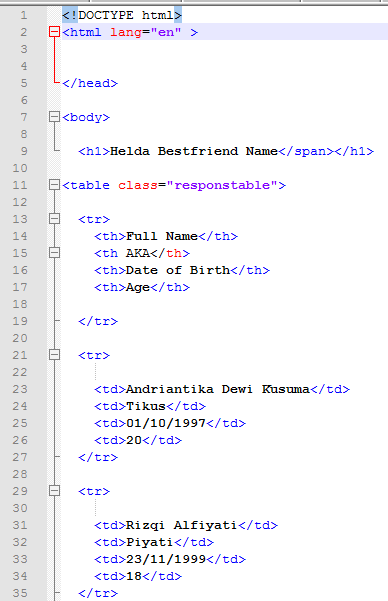 1 <!DOCTYPE html>
2 <html lang="en" >
3
4
5 </head>
6
7 <body>
8
9 <h1>Helda Bestfriend Name</span></h1>
10
11 <table class="responstable">
12
13 <tr>
14 <th>Full Name</th>
15 <th AKA</th>
16 <th>Date of Birth</th>
17 <th>Age</th>
18
19 </tr>
20
21 <tr>
22
23 <td>Andriantika Dewi Kusuma</td>
24 <td>Tikus</td>
25 <td>01/10/1997</td>
26 <td>20</td>
27 </tr>
28
29 <tr>
30
31 <td>Rizqi Alfiyati</td>
32 <td>Piyati</td>
33 <td>23/11/1999</td>
34 <td>18</td>
35 </tr>